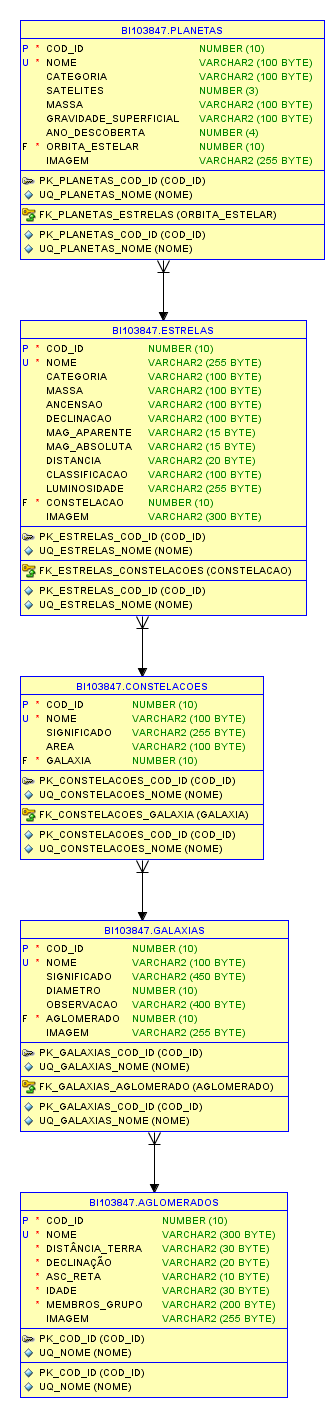 BI103847.PLANETAS
P * COD_ID NUMBER (10)
U * NOME VARCHAR2 (100 BYTE)
CATEGORIA VARCHAR2 (100 BYTE)
SATELITES NUMBER (3)
MASSA VARCHAR2 (100 BYTE)
GRAVIDADE_SUPERFICIAL VARCHAR2 (100 BYTE)
ANO_DESCOBERTA NUMBER (4)
F * ORBITA_ESTELAR NUMBER (10)
IMAGEM VARCHAR2 (255 BYTE)
PK_PLANETAS_COD_ID (COD_ID)
UQ_PLANETAS_NOME (NOME)
FK_PLANETAS_ESTRELAS (ORBITA_ESTELAR)
PK_PLANETAS_COD_ID (COD_ID)
UQ_PLANETAS_NOME (NOME)
BI103847.ESTRELAS
P * COD_ID NUMBER (10)
U * NOME VARCHAR2 (255 BYTE)
CATEGORIA VARCHAR2 (100 BYTE)
MASSA VARCHAR2 (100 BYTE)
ANCENSAO VARCHAR2 (100 BYTE)
DECLINACAO VARCHAR2 (100 BYTE)
MAG_APARENTE VARCHAR2 (15 BYTE)
MAG_ABSOLUTA VARCHAR2 (15 BYTE)
DISTANCIA VARCHAR2 (20 BYTE)
CLASSIFICACAO VARCHAR2 (100 BYTE)
LUMINOSIDADE VARCHAR2 (255 BYTE)
F * CONSTELACAO NUMBER (10)
IMAGEM VARCHAR2 (300 BYTE)
PK_ESTRELAS_COD_ID (COD_ID)
UQ_ESTRELAS_NOME (NOME)
FK_ESTRELAS_CONSTELACOES (CONSTELACAO)
PK_ESTRELAS_COD_ID (COD_ID)
UQ_ESTRELAS_NOME (NOME)
BI103847.CONSTELACOES
P * COD_ID NUMBER (10)
U * NOME VARCHAR2 (100 BYTE)
SIGNIFICADO VARCHAR2 (255 BYTE)
AREA VARCHAR2 (100 BYTE)
F * GALAXIA NUMBER (10)
PK_CONSTELACOES_COD_ID (COD_ID)
UQ_CONSTELACOES_NOME (NOME)
FK_CONSTELACOES_GALAXIA (GALAXIA)
PK_CONSTELACOES_COD_ID (COD_ID)
UQ_CONSTELACOES_NOME (NOME)
BI103847.GALAXIAS
P * COD_ID NUMBER (10)
U * NOME VARCHAR2 (100 BYTE)
SIGNIFICADO VARCHAR2 (450 BYTE)
DIAMETRO NUMBER (10)
OBSERVACAO VARCHAR2 (400 BYTE)
F * AGLOMERADO NUMBER (10)
IMAGEM VARCHAR2 (255 BYTE)
PK_GALAXIAS_COD_ID (COD_ID)
UQ_GALAXIAS_NOME (NOME)
FK_GALAXIAS_AGLOMERADO (AGLOMERADO)
PK_GALAXIAS_COD_ID (COD_ID)
UQ_GALAXIAS_NOME (NOME)
BI103847.AGLOMERADOS
P * COD_ID NUMBER (10)
U * NOME VARCHAR2 (300 BYTE)
* DISTÂNCIA_TERRA VARCHAR2 (30 BYTE)
* DECLINAÇÃO VARCHAR2 (20 BYTE)
* ASC_RETA VARCHAR2 (10 BYTE)
* IDADE VARCHAR2 (30 BYTE)
* MEMBROS_GRUPO VARCHAR2 (200 BYTE)
IMAGEM VARCHAR2 (255 BYTE)
PK_COD_ID (COD_ID)
UQ_NOME (NOME)
PK_COD_ID (COD_ID)
UQ_NOME (NOME)